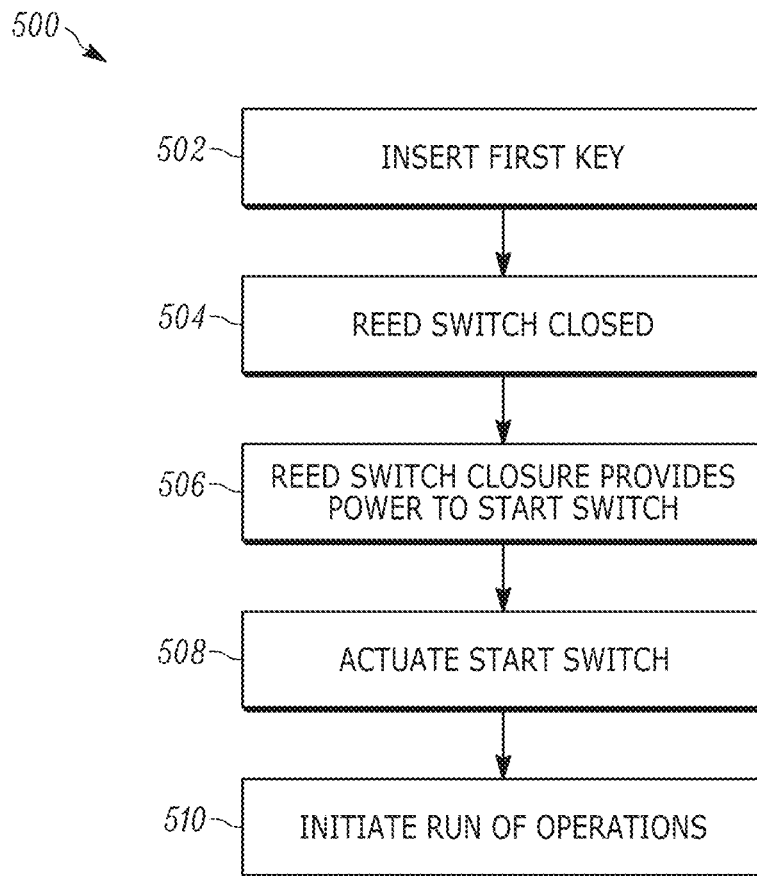 500
502
INSERT FIRST KEY
504
REED SWITCH CLOSED
506
REED SWITCH CLOSURE PROVIDES
POWER TO START SWITCH
508
ACTUATE START SWITCH
510
INITIATE RUN OF OPERATIONS